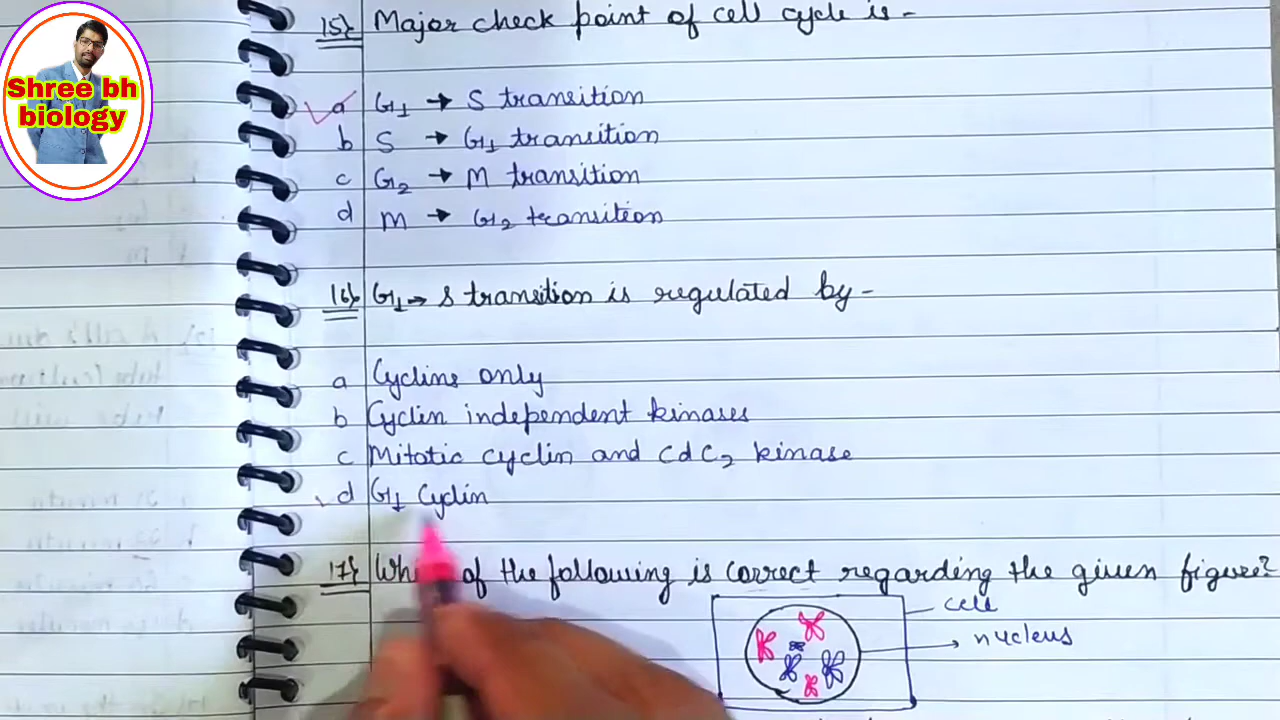 Shree bh
biology
15} Major check point of cell cycle is -
a G1 → S transition
b S → G1 transition
c G2 → M transition
d M → G2 transition
16} G1 → S transition is regulated by -
a Cyclins only
b Cyclin independent kinases
c Mitotic cyclin and cdc2 kinase
d G1 Cyclin
17} of the following is correct regarding the given figure?
cell
nucleus